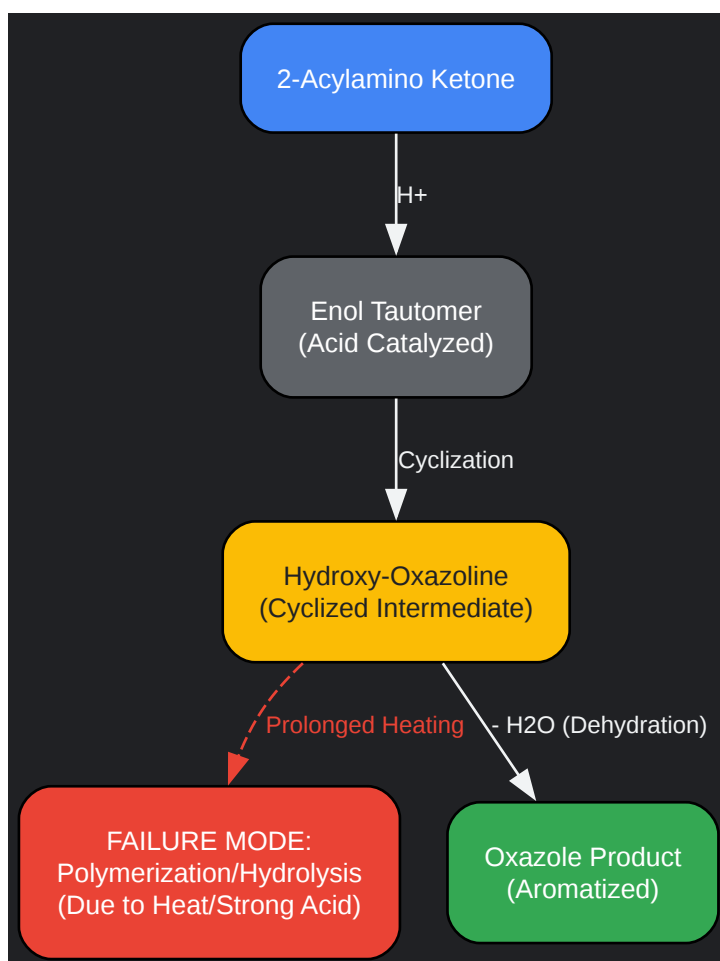 2-Acylamino Ketone
H+
Enol Tautomer
(Acid Catalyzed)
Cyclization
Hydroxy-Oxazoline
(Cyclized Intermediate)
Prolonged Heating
- H2O (Dehydration)
FAILURE MODE:
Polymerization/Hydrolysis
(Due to Heat/Strong Acid)
Oxazole Product
(Aromatized)